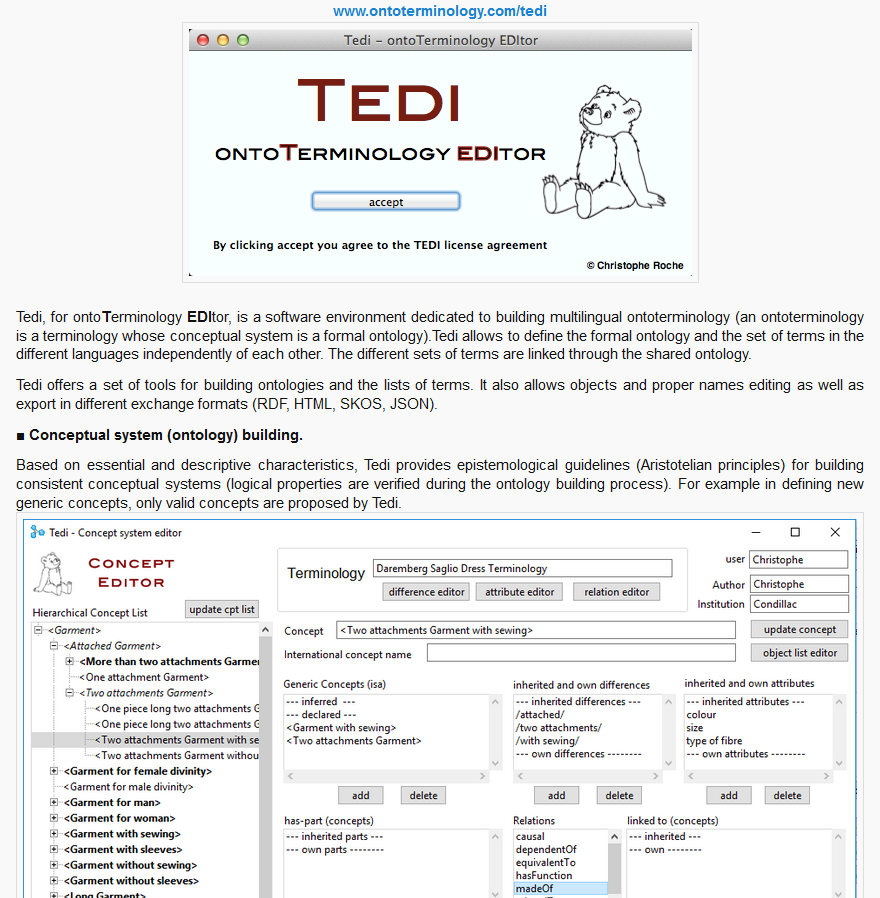 www.ontoterminology.com/tedi
Tedi – ontoTerminology EDItor
TEDI
ONTOTERMINOLOGY EDITOR
accept
By clicking accept you agree to the TEDI license agreement
© Christophe Roche
Tedi, for ontoTerminology EDItor, is a software environment dedicated to building multilingual ontoterminology (an ontoterminology
is a terminology whose conceptual system is a formal ontology).Tedi allows to define the formal ontology and the set of terms in the
different languages independently of each other. The different sets of terms are linked through the shared ontology.
Tedi offers a set of tools for building ontologies and the lists of terms. It also allows objects and proper names editing as well as
export in different exchange formats (RDF, HTML, SKOS, JSON).
■ Conceptual system (ontology) building.
Based on essential and descriptive characteristics, Tedi provides epistemological guidelines (Aristotelian principles) for building
consistent conceptual systems (logical properties are verified during the ontology building process). For example in defining new
generic concepts, only valid concepts are proposed by Tedi.
Tedi - Concept system editor
CONCEPT
EDITOR
Terminology
Daremberg Saglio Dress Terminology
difference editor
attribute editor
relation editor
user
Christophe
Author
Christophe
Institution
Condillac
Hierarchical Concept List
update cpt list
<Garment>
<Attached Garment>
<More than two attachments Garmer
<One attachment Garment>
<Two attachments Garment>
<One piece long two attachments G
<One piece long two attachments G
<Two attachments Garment with se
<Two attachments Garment withou
<Garment for female divinity>
<Garment for male divinity>
<Garment for man>
<Garment for woman>
<Garment with sewing>
<Garment with sleeves>
<Garment without sewing>
<Garment without sleeves>
<Long Garment>
Concept
<Two attachments Garment with sewing>
update concept
International concept name
object list editor
Generic Concepts (isa)
--- inferred ---
--- declared ---
<Garment with sewing>
<Two attachments Garment>
add
delete
inherited and own differences
--- inherited differences ---
/attached/
/two attachments/
/with sewing/
--- own differences --------
add
delete
inherited and own attributes
--- inherited attributes ---
colour
size
type of fibre
--- own attributes --------
add
delete
has-part (concepts)
--- inherited parts ---
--- own parts --------
Relations
causal
dependentOf
equivalentTo
hasFunction
madeOf
linked to (concepts)
--- inherited ---
--- own --------